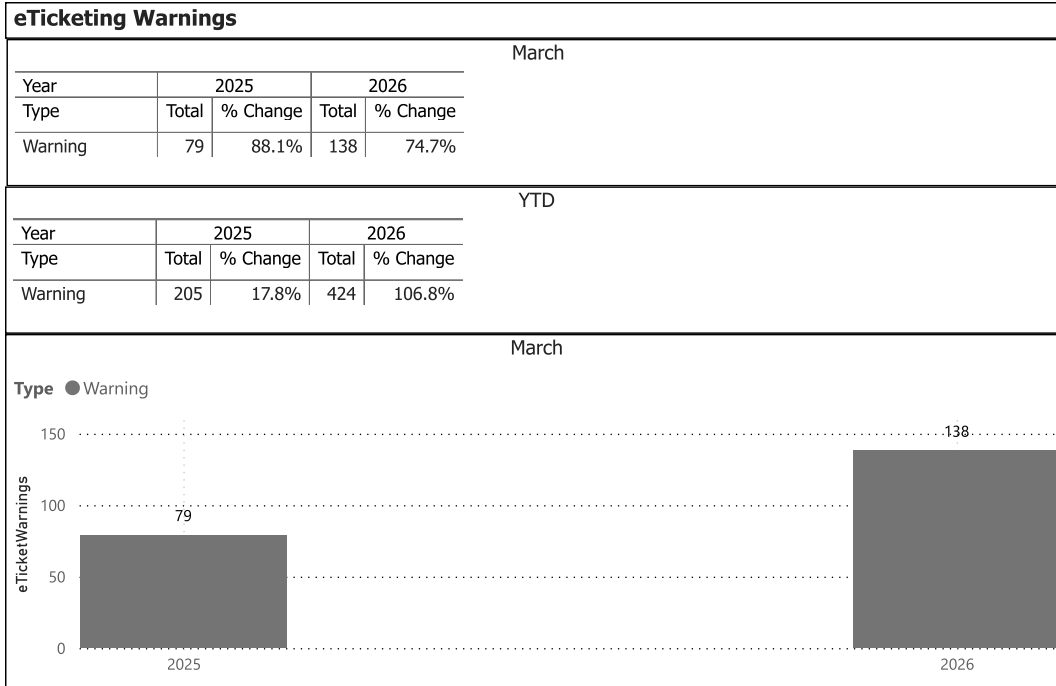 eTicketing Warnings
March
Year 2025 2026
Type Total % Change Total % Change
Warning 79 88.1% 138 74.7%
YTD
Year 2025 2026
Type Total % Change Total % Change
Warning 205 17.8% 424 106.8%
March
Type Warning
150
138
100
79
eTicketWarnings
50
0
2025 2026